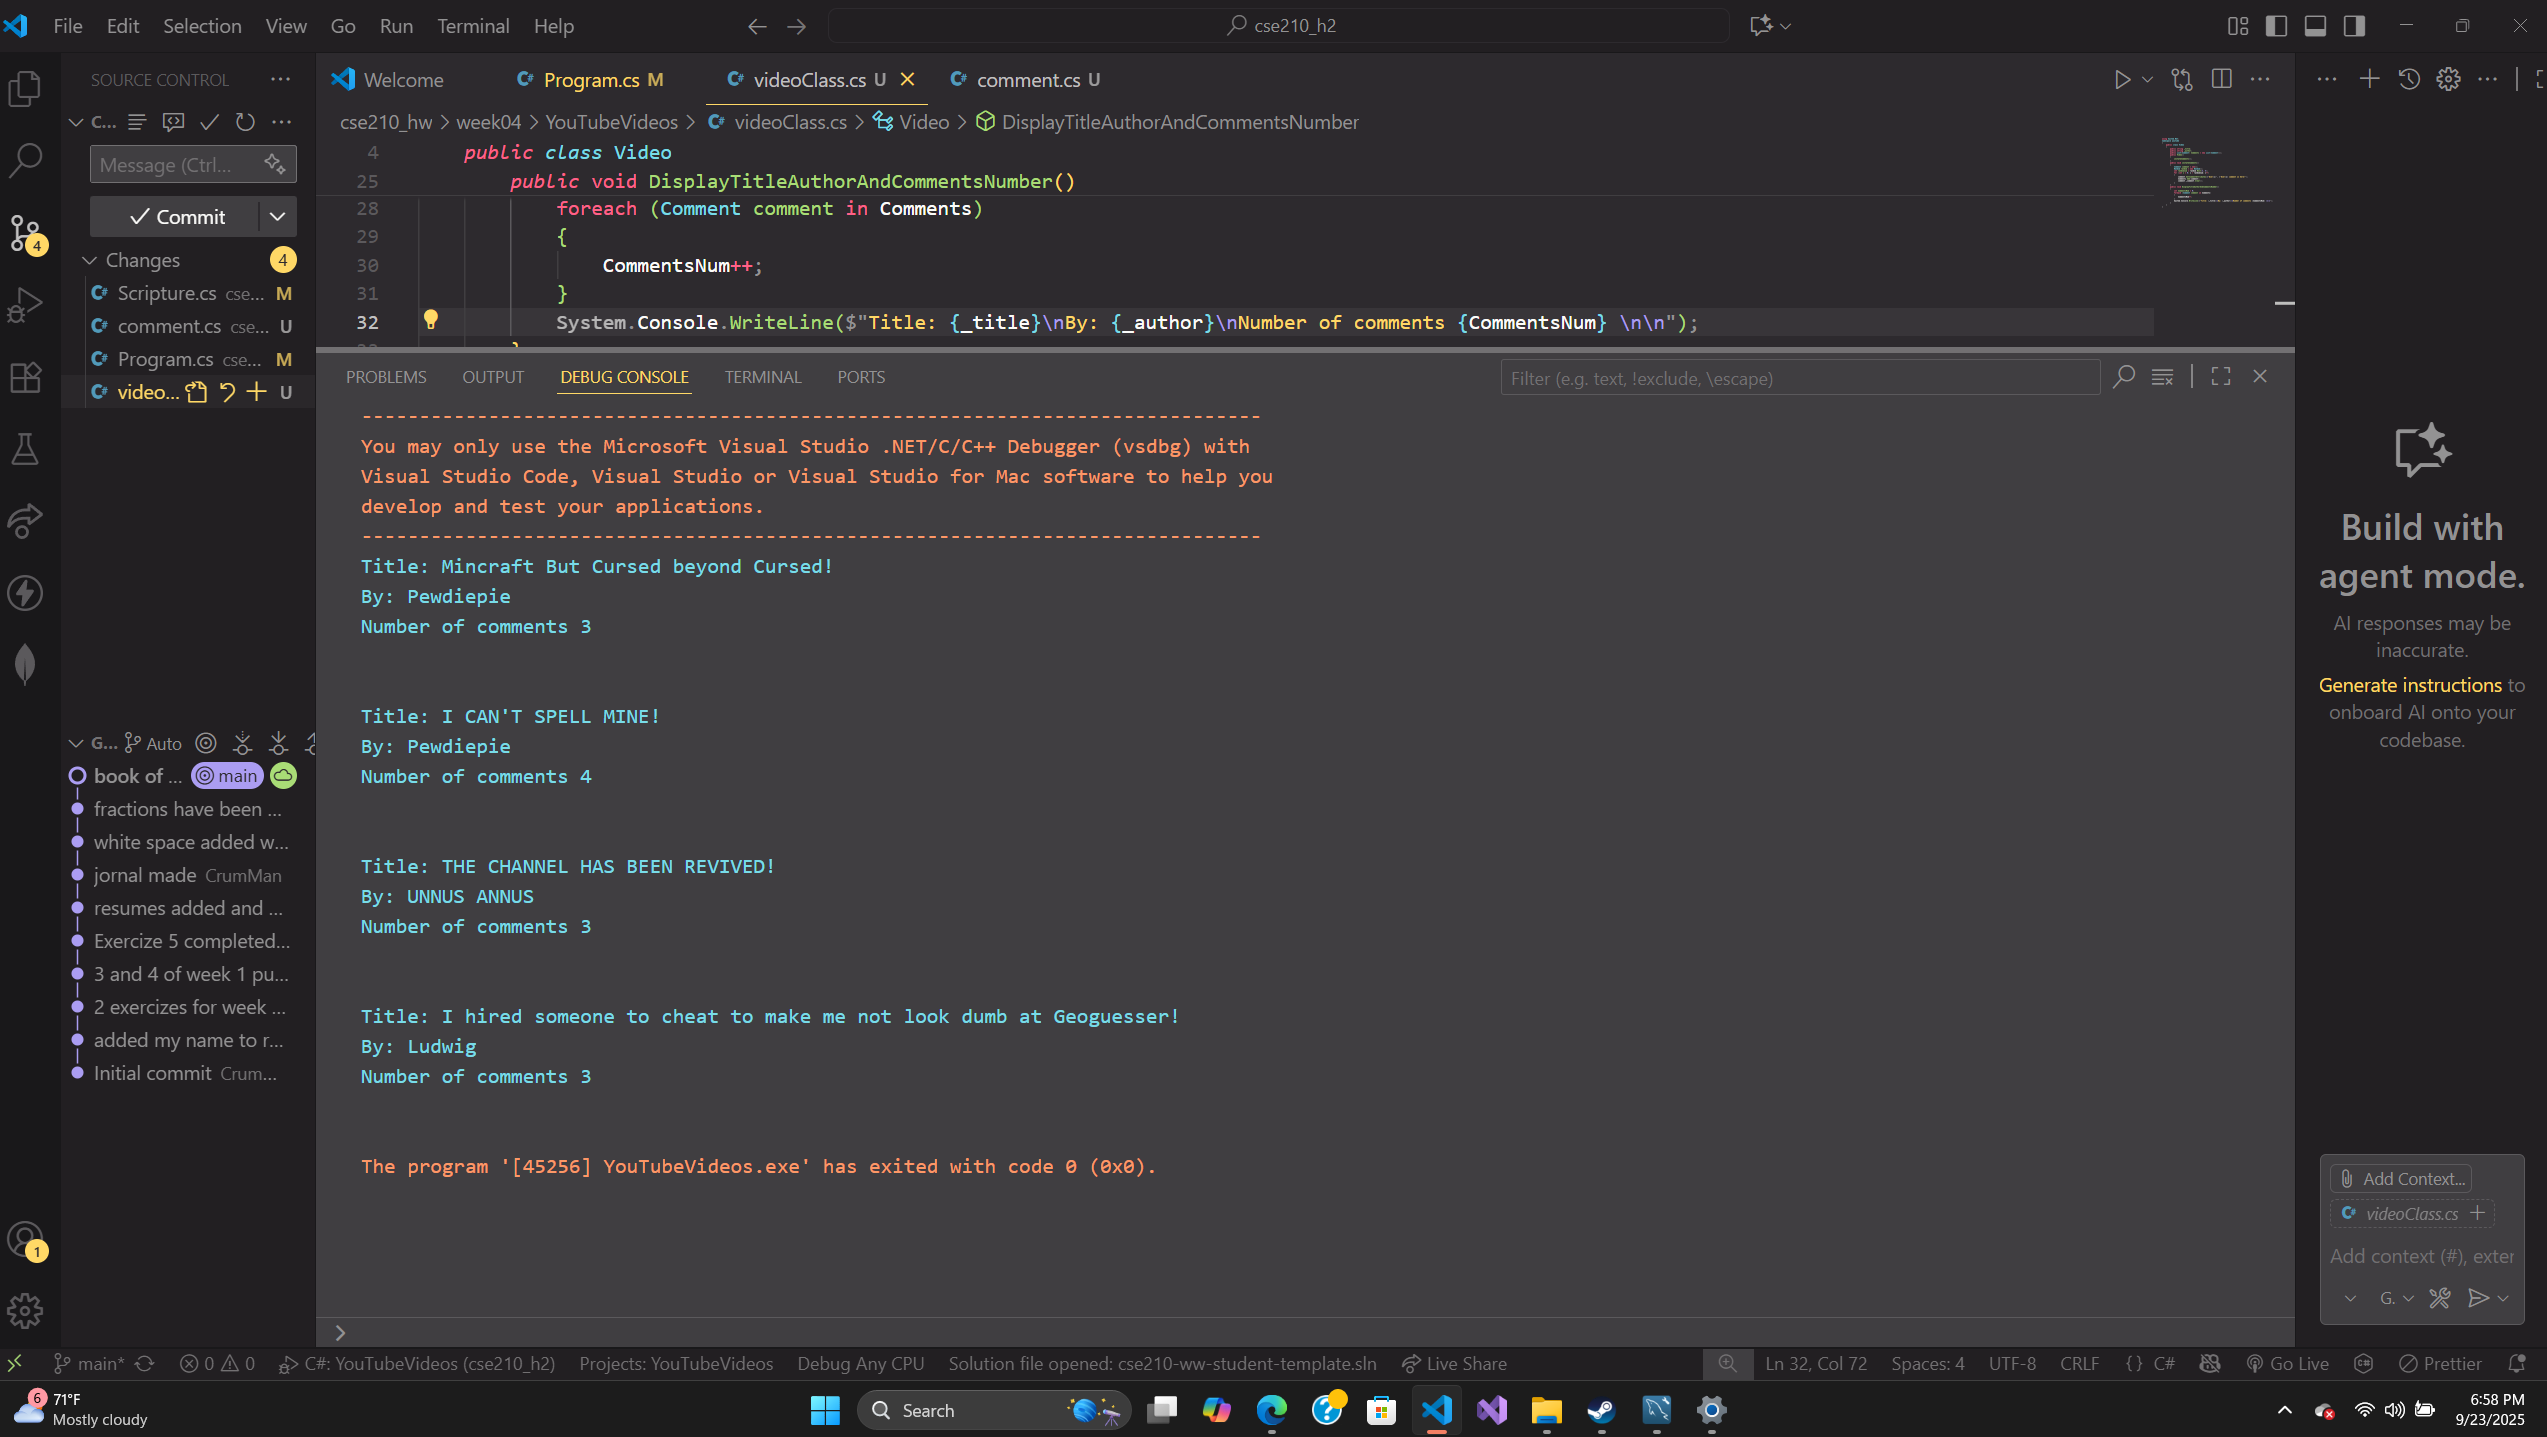 File Edit Selection View Go Run Terminal Help
cse210_h2
SOURCE CONTROL
C...
Message (Ctrl...
Commit
Changes 4
Scripture.cs cse... M
comment.cs cse... U
Program.cs cse... M
video... U
4
G... Auto
book of ... main
fractions have been ...
white space added w...
jornal made CrumMan
resumes added and ...
Exercize 5 completed...
3 and 4 of week 1 pu...
2 exercizes for week ...
added my name to r...
Initial commit Crum...
1
Welcome Program.cs M videoClass.cs U comment.cs U
cse210_hw > week04 > YouTubeVideos > videoClass.cs > Video > DisplayTitleAuthorAndCommentsNumber
4 public class Video
25 public void DisplayTitleAuthorAndCommentsNumber()
28 foreach (Comment comment in Comments)
29 {
30 CommentsNum++;
31 }
32 System.Console.WriteLine($"Title: {_title}\nBy: {_author}\nNumber of comments {CommentsNum} \n\n");
PROBLEMS OUTPUT DEBUG CONSOLE TERMINAL PORTS
Filter (e.g. text, !exclude, \escape)
------------------------------------------------------------------------------
You may only use the Microsoft Visual Studio .NET/C/C++ Debugger (vsdbg) with
Visual Studio Code, Visual Studio or Visual Studio for Mac software to help you
develop and test your applications.
------------------------------------------------------------------------------
Title: Mincraft But Cursed beyond Cursed!
By: Pewdiepie
Number of comments 3
Title: I CAN'T SPELL MINE!
By: Pewdiepie
Number of comments 4
Title: THE CHANNEL HAS BEEN REVIVED!
By: UNNUS ANNUS
Number of comments 3
Title: I hired someone to cheat to make me not look dumb at Geoguesser!
By: Ludwig
Number of comments 3
The program '[45256] YouTubeVideos.exe' has exited with code 0 (0x0).
Build with
agent mode.
AI responses may be
inaccurate.
Generate instructions to
onboard AI onto your
codebase.
Add Context...
videoClass.cs
Add context (#), exter
G.
main* 0 0 C#: YouTubeVideos (cse210_h2) Projects: YouTubeVideos Debug Any CPU Solution file opened: cse210-ww-student-template.sln Live Share Ln 32, Col 72 Spaces: 4 UTF-8 CRLF {} C# Go Live Prettier
6
71°F
Mostly cloudy
Search
6:58 PM
9/23/2025